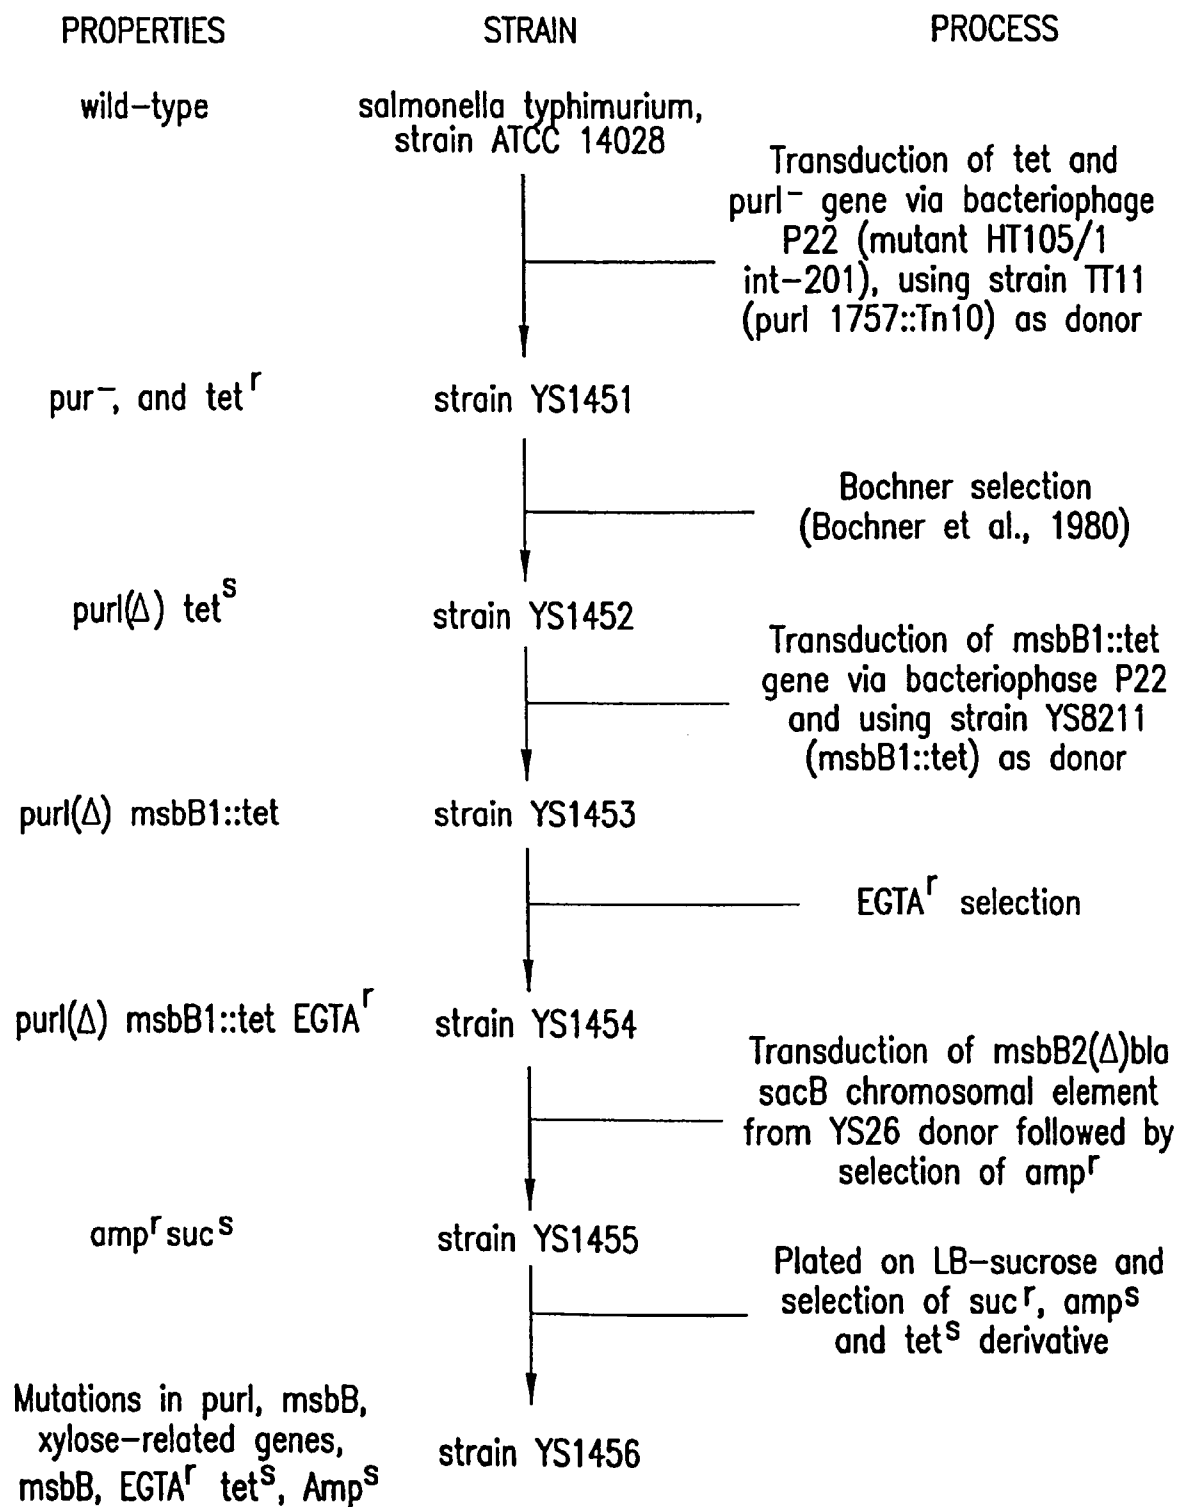 PROPERTIES
STRAIN
PROCESS
wild-type
salmonella typhimurium,
strain ATCC 14028
Transduction of tet and
purI⁻ gene via bacteriophage
P22 (mutant HT105/1
int-201), using strain TT11
(purI 1757::Tn10) as donor
pur⁻, and tetʳ
strain YS1451
Bochner selection
(Bochner et al., 1980)
purI(Δ) tetˢ
strain YS1452
Transduction of msbB1::tet
gene via bacteriophase P22
and using strain YS8211
(msbB1::tet) as donor
purI(Δ) msbB1::tet
strain YS1453
EGTAʳ selection
purI(Δ) msbB1::tet EGTAʳ
strain YS1454
Transduction of msbB2(Δ)bla
sacB chromosomal element
from YS26 donor followed by
selection of ampʳ
ampʳ sucˢ
strain YS1455
Plated on LB-sucrose and
selection of sucʳ, ampˢ
and tetˢ derivative
Mutations in purI, msbB,
xylose-related genes,
msbB, EGTAʳ tetˢ, Ampˢ
strain YS1456